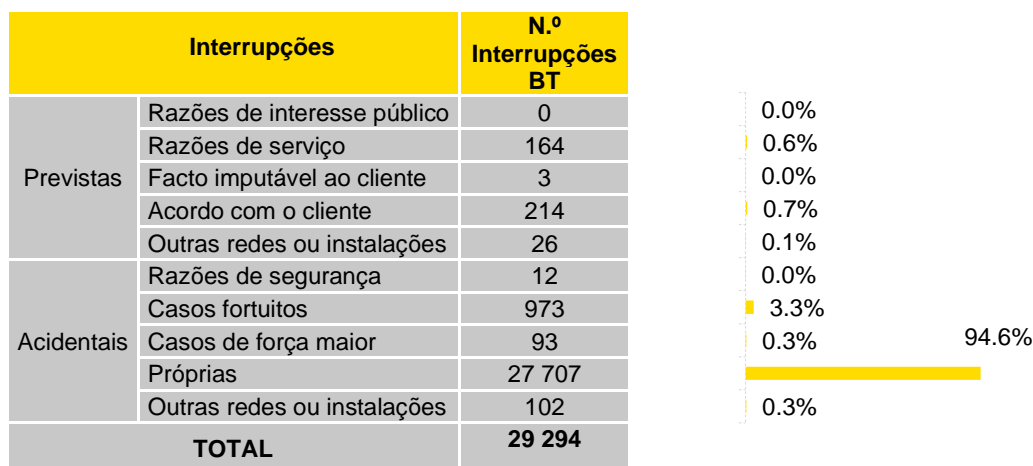 Interrupções
N.º
Interrupções
BT
Previstas
Razões de interesse público 0 0.0%
Razões de serviço 164 0.6%
Facto imputável ao cliente 3 0.0%
Acordo com o cliente 214 0.7%
Outras redes ou instalações 26 0.1%
Acidentais
Razões de segurança 12 0.0%
Casos fortuitos 973 3.3%
Casos de força maior 93 0.3%
Próprias 27 707 94.6%
Outras redes ou instalações 102 0.3%
TOTAL 29 294